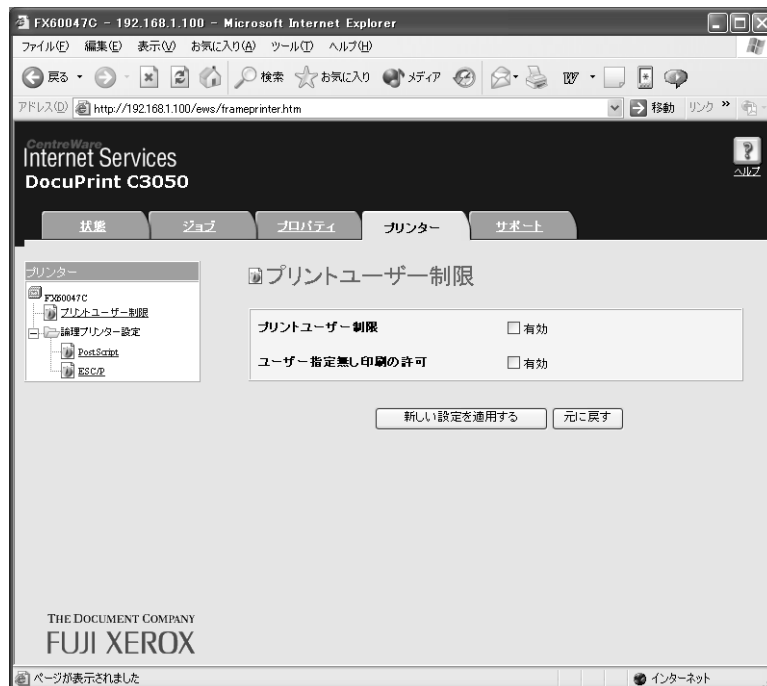 FX60047C - 192.168.1.100 - Microsoft Internet Explorer
ファイル(F) 編集(E) 表示(V) お気に入り(A) ツール(T) ヘルプ(H)
戻る 検索 お気に入り メディア
アドレス(D) http://192.168.1.100/ews/frameprinter.htm 移動 リンク »
CentreWare
Internet Services
DocuPrint C3050
ヘルプ
状態 ジョブ プロパティ プリンター サポート
プリンター
FX60047C
プリントユーザー制限
論理プリンター設定
PostScript
ESC/P
プリントユーザー制限
プリントユーザー制限 有効
ユーザー指定無し印刷の許可 有効
新しい設定を適用する 元に戻す
THE DOCUMENT COMPANY
FUJI XEROX
ページが表示されました インターネット